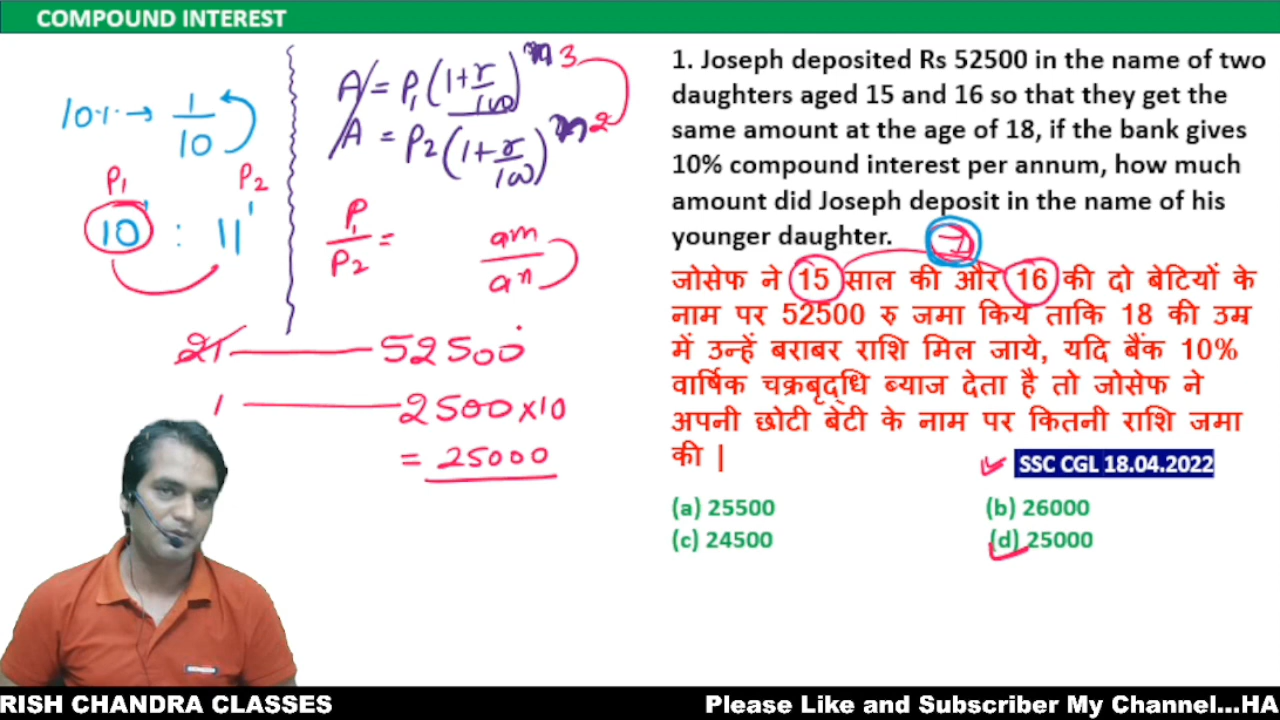 COMPOUND INTEREST
10% → 1/10
P1 P2
10 : 11
A = P1(1+r/100)^3
A = P2(1+r/100)^2
P1/P2 =
a^m/a^n
21 — 52500
1 — 2500×10
= 25000
1. Joseph deposited Rs 52500 in the name of two
daughters aged 15 and 16 so that they get the
same amount at the age of 18, if the bank gives
10% compound interest per annum, how much
amount did Joseph deposit in the name of his
younger daughter.
जोसेफ ने 15 साल की और 16 की दो बेटियों के
नाम पर 52500 रु जमा किये ताकि 18 की उम्र
में उन्हें बराबर राशि मिल जाये, यदि बैंक 10%
वार्षिक चक्रबृद्धि ब्याज देता है तो जोसेफ ने
अपनी छोटी बेटी के नाम पर कितनी राशि जमा
की |
SSC CGL 18.04.2022
(a) 25500 (b) 26000
(c) 24500 (d) 25000
RISH CHANDRA CLASSES
Please Like and Subscriber My Channel...HA